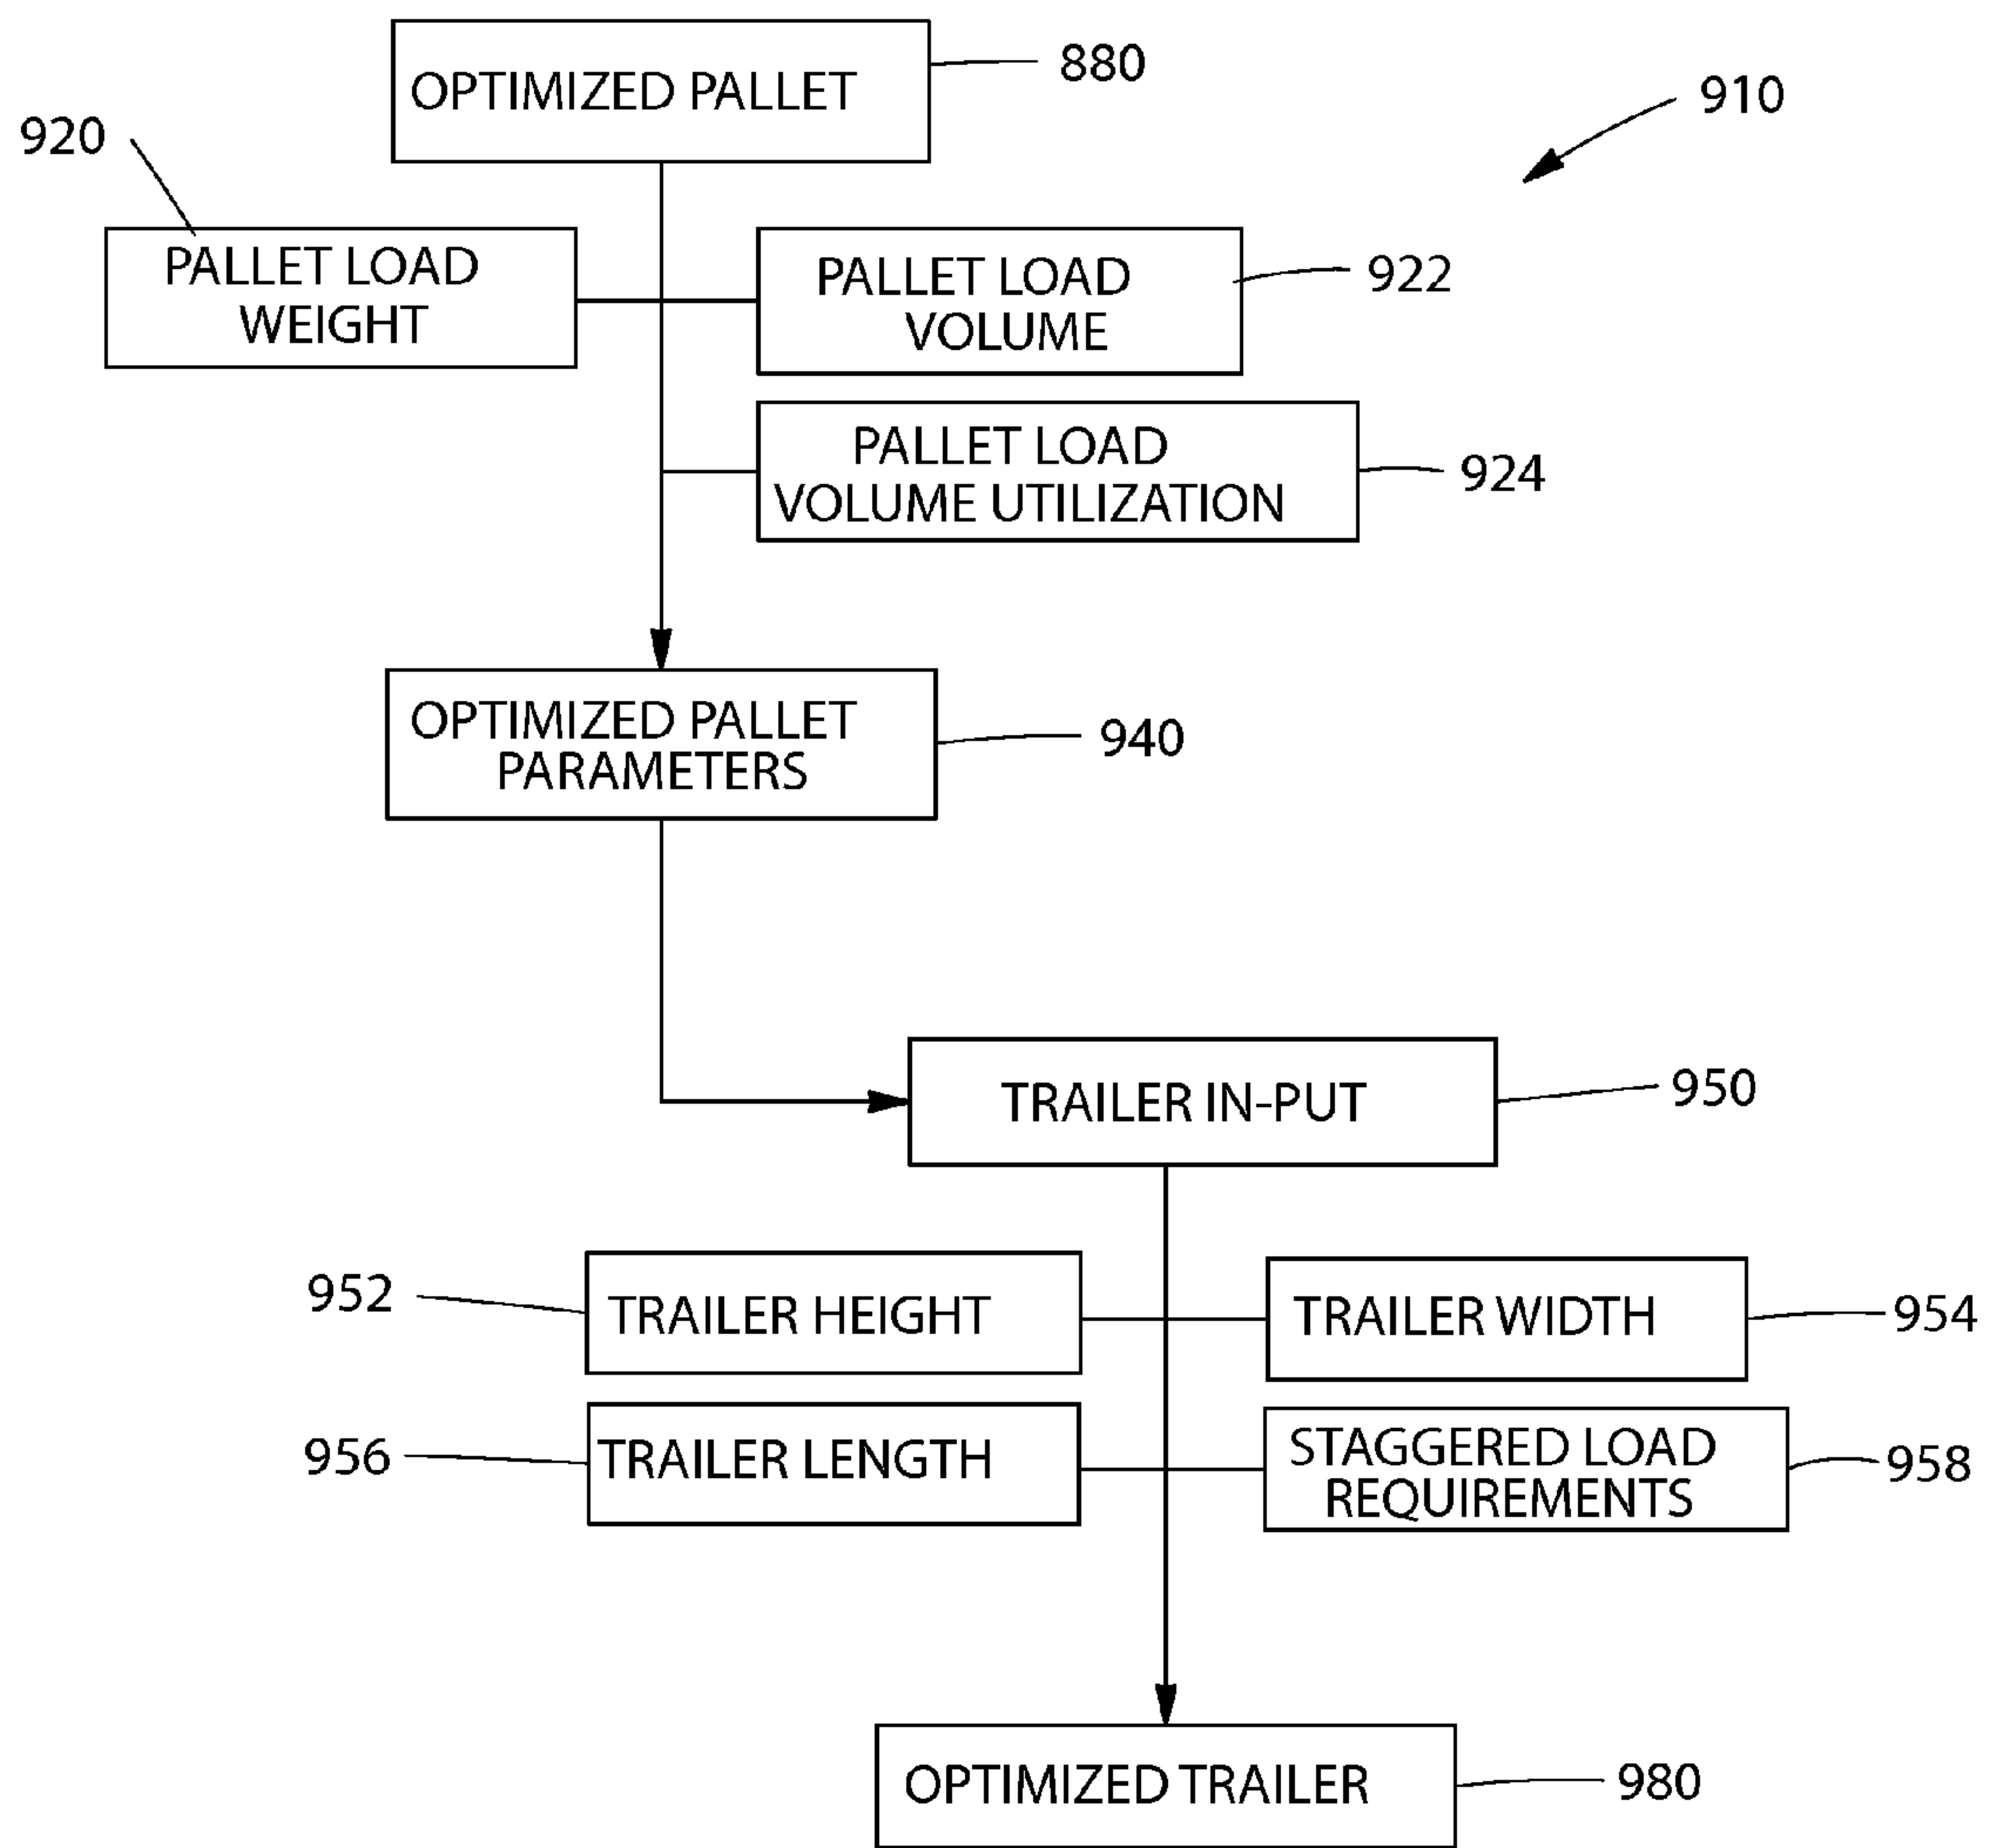 OPTIMIZED PALLET
880
910
920
PALLET LOAD
WEIGHT
PALLET LOAD
VOLUME
922
PALLET LOAD
VOLUME UTILIZATION
924
OPTIMIZED PALLET
PARAMETERS
940
TRAILER IN-PUT
950
952
TRAILER HEIGHT
TRAILER WIDTH
954
956
TRAILER LENGTH
STAGGERED LOAD
REQUIREMENTS
958
OPTIMIZED TRAILER
980